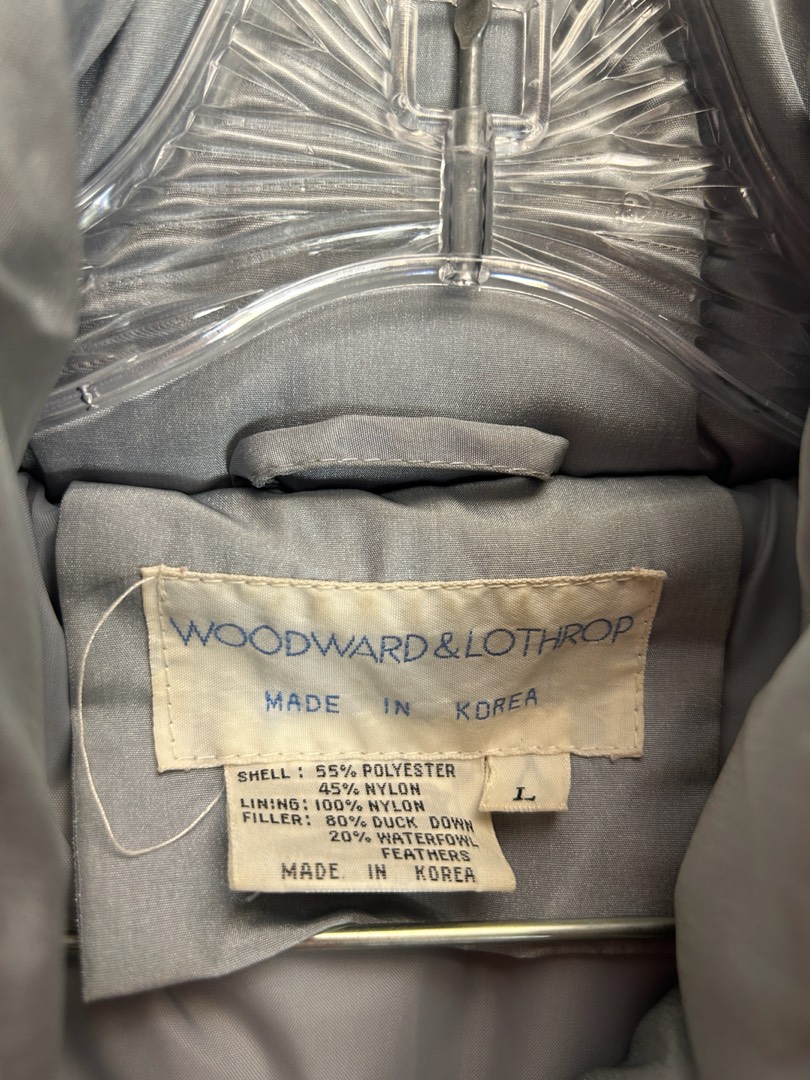 WOODWARD & LOTHROP
MADE IN KOREA
SHELL: 55% POLYESTER
45% NYLON
LINING: 100% NYLON
FILLER: 80% DUCK DOWN
20% WATERFOWL
FEATHERS
MADE IN KOREA
L